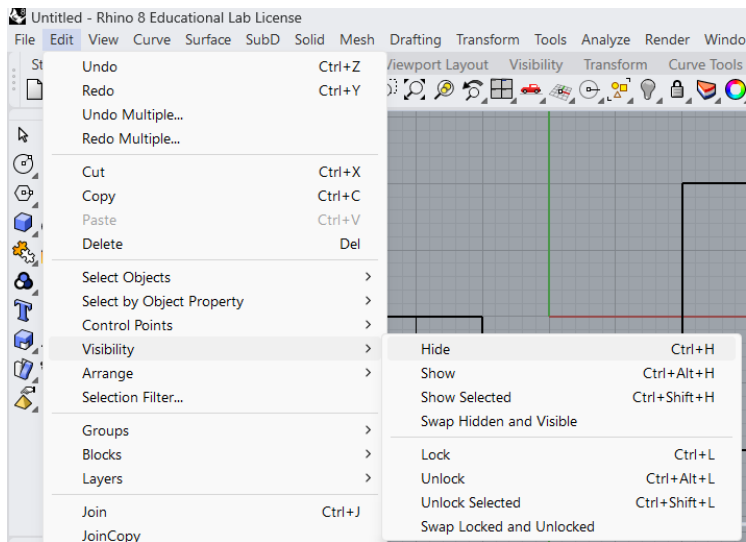 Untitled - Rhino 8 Educational Lab License
File Edit View Curve Surface SubD Solid Mesh Drafting Transform Tools Analyze Render Windo
St Viewport Layout Visibility Transform Curve Tools
Undo Ctrl+Z
Redo Ctrl+Y
Undo Multiple...
Redo Multiple...
Cut Ctrl+X
Copy Ctrl+C
Paste Ctrl+V
Delete Del
Select Objects
Select by Object Property
Control Points
Visibility
Hide Ctrl+H
Arrange
Show Ctrl+Alt+H
Selection Filter...
Show Selected Ctrl+Shift+H
Swap Hidden and Visible
Groups
Blocks
Lock Ctrl+L
Layers
Unlock Ctrl+Alt+L
Unlock Selected Ctrl+Shift+L
Join Ctrl+J
Swap Locked and Unlocked
JoinCopy